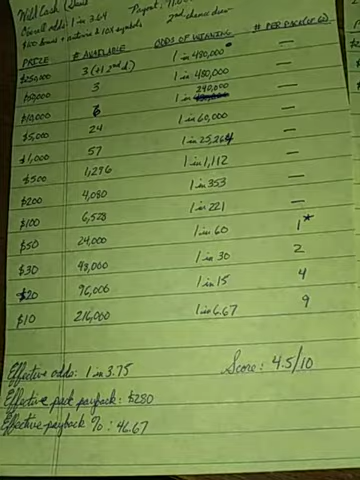 Wild Cash
Overall odds: 1 in 3.64
$100 bonus 10X symbols
2nd chance draw
PRIZE # AVAILABLE ODDS OF WINNING # PER PACK (of 60)
$250,000 3 (+1 2nd ch.) 1 in 480,000* —
$50,000 3 1 in 480,000 —
$10,000 6 1 in 240,000 —
$5,000 24 1 in 60,000 —
$1,000 57 1 in 25,264 —
$500 1,296 1 in 1,112 —
$200 4,080 1 in 353 —
$100 6,528 1 in 221 —
$50 24,000 1 in 60 1*
$30 48,000 1 in 30 2
$20 96,000 1 in 15 4
$10 216,000 1 in 6.67 9
Effective odds: 1 in 3.75 Score: 4.5/10
Effective pack payback: $280
Effective payback %: 46.67